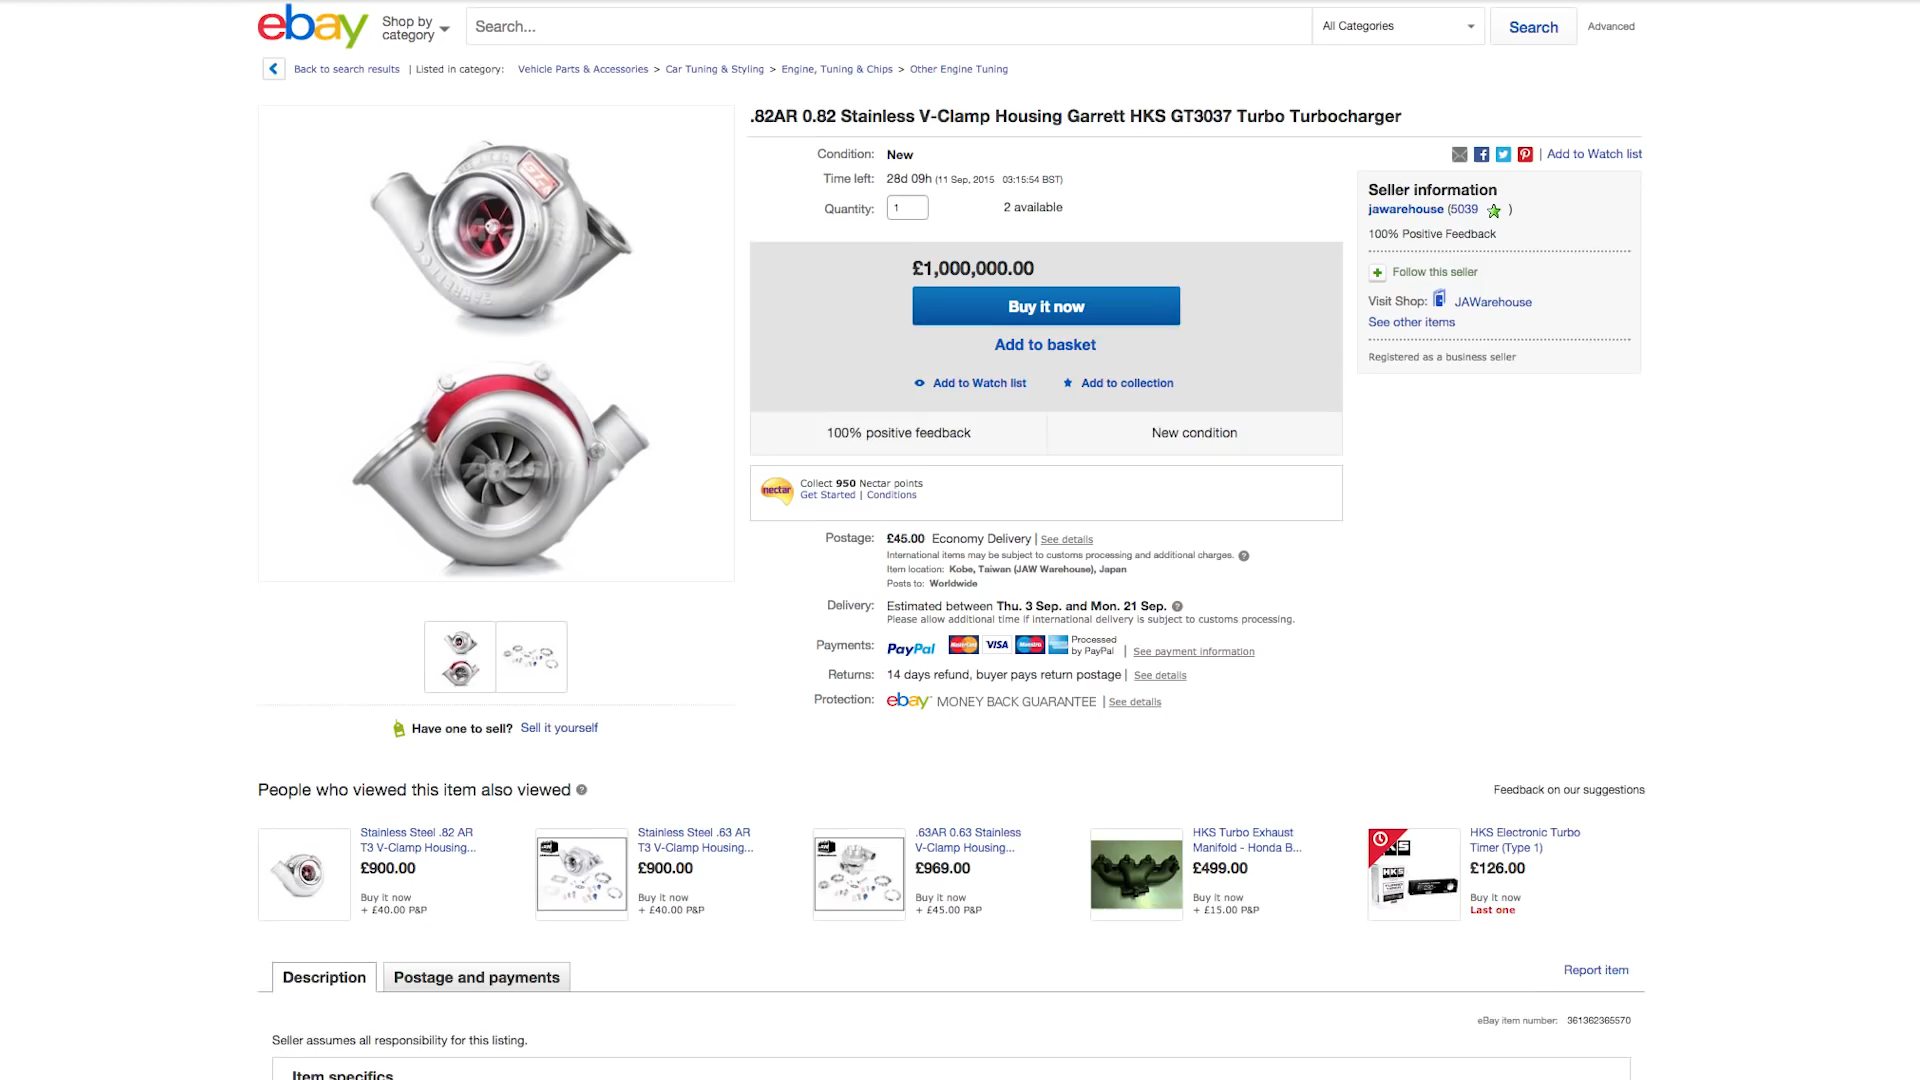 ebay
Shop by
category
Search...
All Categories
Search
Advanced
Back to search results | Listed in category: Vehicle Parts & Accessories > Car Tuning & Styling > Engine, Tuning & Chips > Other Engine Tuning
.82AR 0.82 Stainless V-Clamp Housing Garrett HKS GT3037 Turbo Turbocharger
Condition: New
Time left: 28d 09h (11 Sep, 2015 03:15:54 BST)
Quantity: 1 2 available
£1,000,000.00
Buy it now
Add to basket
Add to Watch list Add to collection
100% positive feedback New condition
nectar
Collect 950 Nectar points
Get Started | Conditions
Postage: £45.00 Economy Delivery | See details
International items may be subject to customs processing and additional charges.
Item location: Kobe, Taiwan (JAW Warehouse), Japan
Posts to: Worldwide
Delivery: Estimated between Thu. 3 Sep. and Mon. 21 Sep.
Please allow additional time if international delivery is subject to customs processing.
Payments: PayPal MasterCard VISA Maestro Processed by PayPal | See payment information
Returns: 14 days refund, buyer pays return postage | See details
Protection: ebay MONEY BACK GUARANTEE | See details
| Add to Watch list
Seller information
jawarehouse (5039 )
100% Positive Feedback
Follow this seller
Visit Shop: JAWarehouse
See other items
Registered as a business seller
Have one to sell? Sell it yourself
People who viewed this item also viewed
Feedback on our suggestions
Stainless Steel .82 AR
T3 V-Clamp Housing...
£900.00
Buy it now
+ £40.00 P&P
Stainless Steel .63 AR
T3 V-Clamp Housing...
£900.00
Buy it now
+ £40.00 P&P
.63AR 0.63 Stainless
V-Clamp Housing...
£969.00
Buy it now
+ £45.00 P&P
HKS Turbo Exhaust
Manifold - Honda B...
£499.00
Buy it now
+ £15.00 P&P
HKS
HKS Electronic Turbo
Timer (Type 1)
£126.00
Buy it now
Last one
Description
Postage and payments
Report item
eBay item number: 361362365570
Seller assumes all responsibility for this listing.
Item specifics